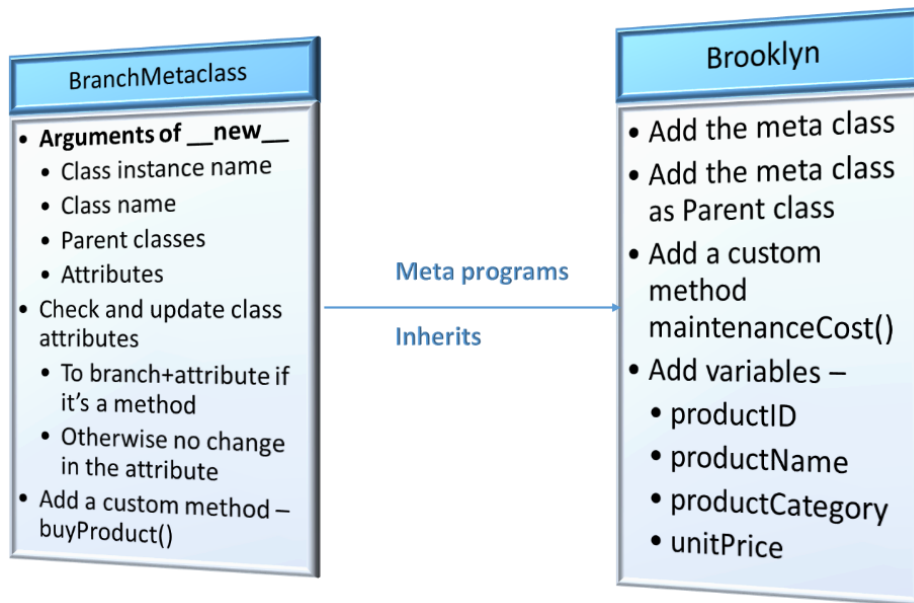 BranchMetaclass
• Arguments of __new__
• Class instance name
• Class name
• Parent classes
• Attributes
• Check and update class
attributes
• To branch+attribute if
it's a method
• Otherwise no change
in the attribute
• Add a custom method –
buyProduct()
Meta programs
Inherits
Brooklyn
• Add the meta class
• Add the meta class
as Parent class
• Add a custom
method
maintenanceCost()
• Add variables –
• productID
• productName
• productCategory
• unitPrice